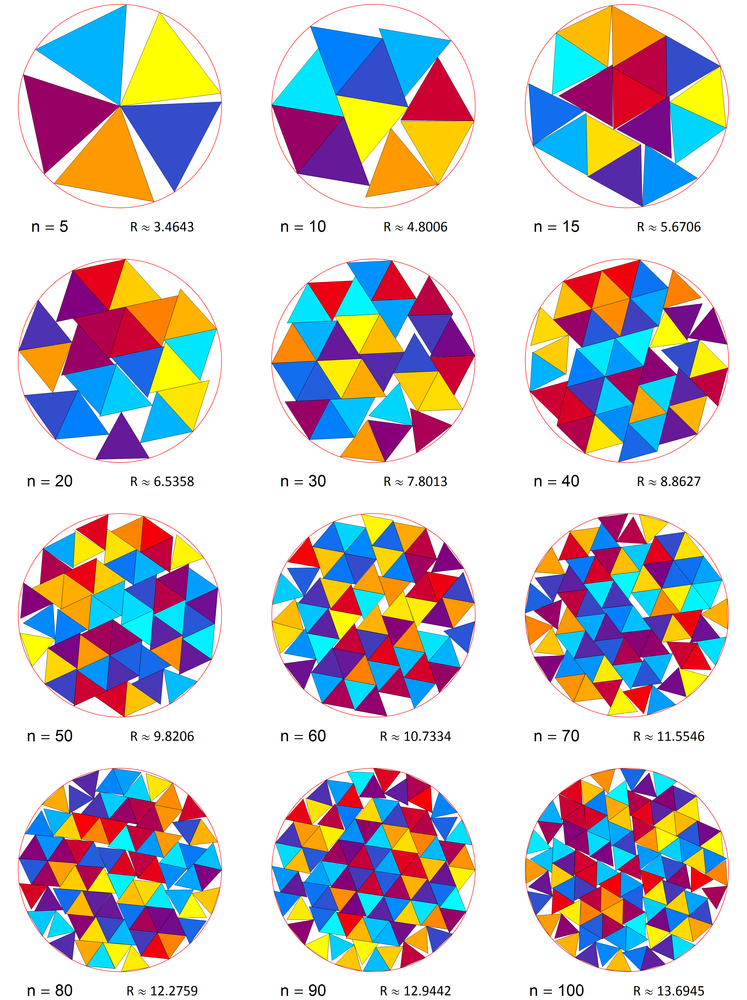 n = 5 R ≈ 3.4643 n = 10 R ≈ 4.8006 n = 15 R ≈ 5.6706
n = 20 R ≈ 6.5358 n = 30 R ≈ 7.8013 n = 40 R ≈ 8.8627
n = 50 R ≈ 9.8206 n = 60 R ≈ 10.7334 n = 70 R ≈ 11.5546
n = 80 R ≈ 12.2759 n = 90 R ≈ 12.9442 n = 100 R ≈ 13.6945